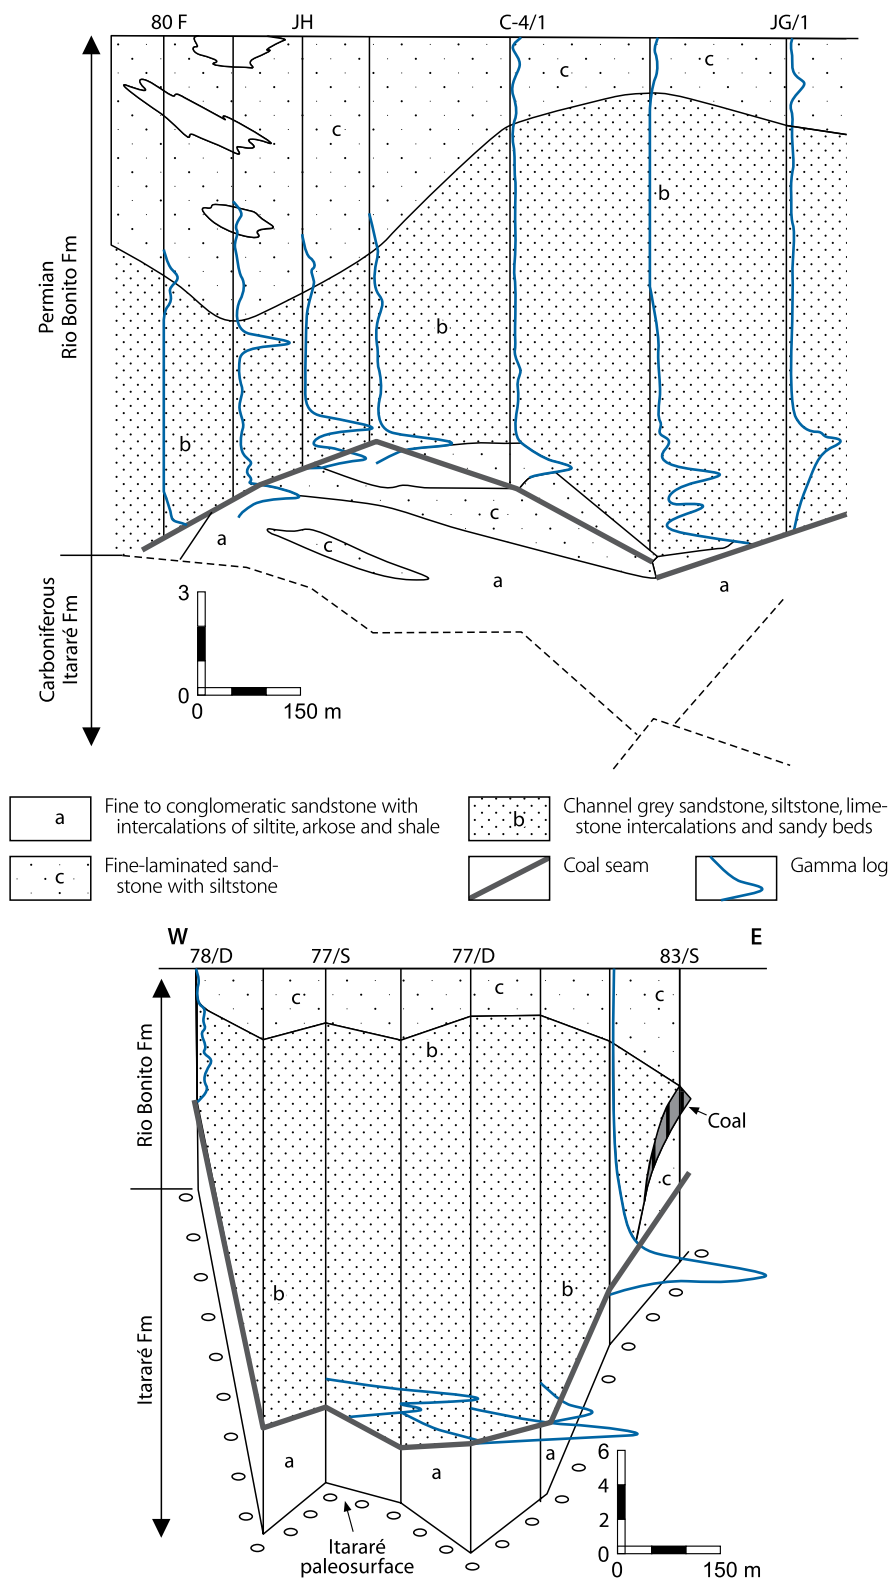 80 F JH C-4/1 JG/1
c c
c
b
Permian
Rio Bonito Fm
b
b
c
a
c
a
a
Carboniferous
Itararé Fm
3
0
0 150 m
a Fine to conglomeratic sandstone with
intercalations of siltite, arkose and shale
b Channel grey sandstone, siltstone, lime-
stone intercalations and sandy beds
c Fine-laminated sand-
stone with siltstone
Coal seam
Gamma log
W E
78/D 77/S 77/D 83/S
c c c
b
Rio Bonito Fm
Coal
c
b b
Itararé Fm
a a a
6
4
2
0
0 150 m
Itararé
paleosurface